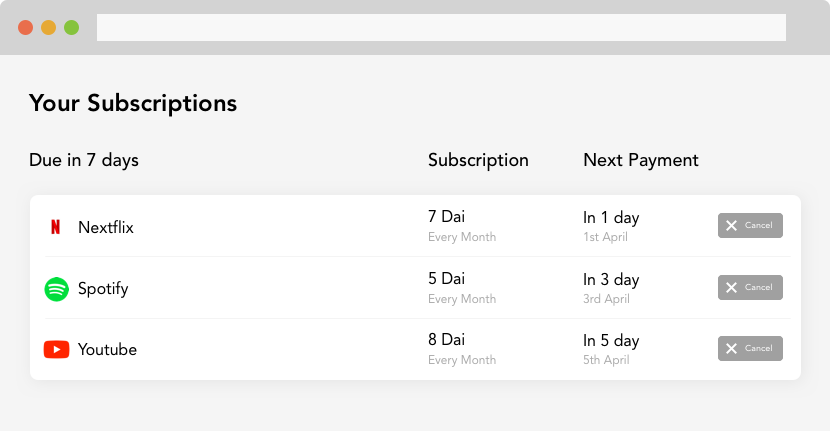 Your Subscriptions
Due in 7 days Subscription Next Payment
N Nextflix 7 Dai In 1 day Cancel
Every Month 1st April
Spotify 5 Dai In 3 day Cancel
Every Month 3rd April
Youtube 8 Dai In 5 day Cancel
Every Month 5th April